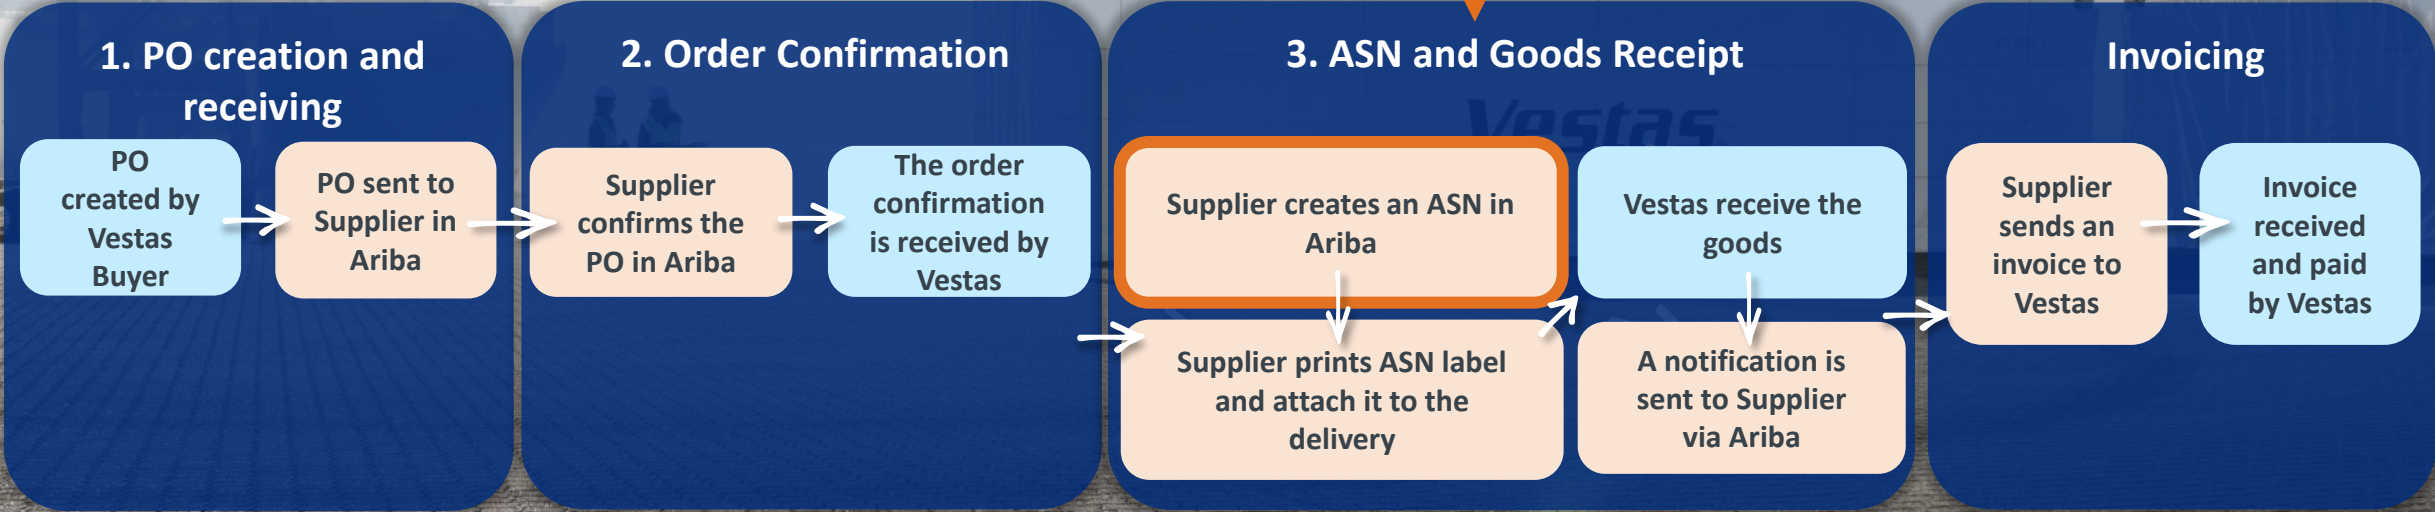 1. PO creation and
receiving
PO
created by
Vestas
Buyer
PO sent to
Supplier in
Ariba
2. Order Confirmation
Supplier
confirms the
PO in Ariba
The order
confirmation
is received by
Vestas
3. ASN and Goods Receipt
Vestas
Supplier creates an ASN in
Ariba
Supplier prints ASN label
and attach it to the
delivery
Vestas receive the
goods
A notification is
sent to Supplier
via Ariba
Invoicing
Supplier
sends an
invoice to
Vestas
Invoice
received
and paid
by Vestas